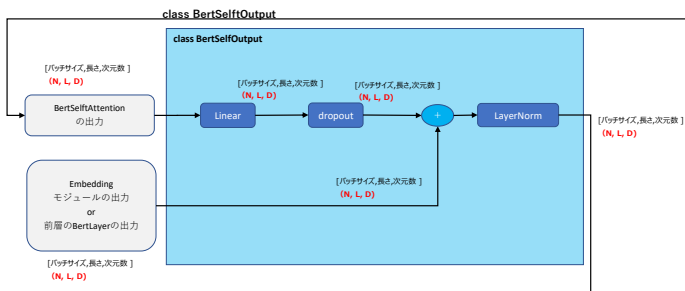 class BertSelftOutput
class BertSelfOutput
[バッチサイズ,長さ,次元数 ]
(N, L, D)
BertSelftAttention
の出力
[バッチサイズ,長さ,次元数 ]
(N, L, D)
[バッチサイズ,長さ,次元数 ]
(N, L, D)
Linear
dropout
+
LayerNorm
[バッチサイズ,長さ,次元数 ]
(N, L, D)
Embedding
モジュールの出力
or
前層のBertLayerの出力
[バッチサイズ,長さ,次元数 ]
(N, L, D)
[バッチサイズ,長さ,次元数 ]
(N, L, D)